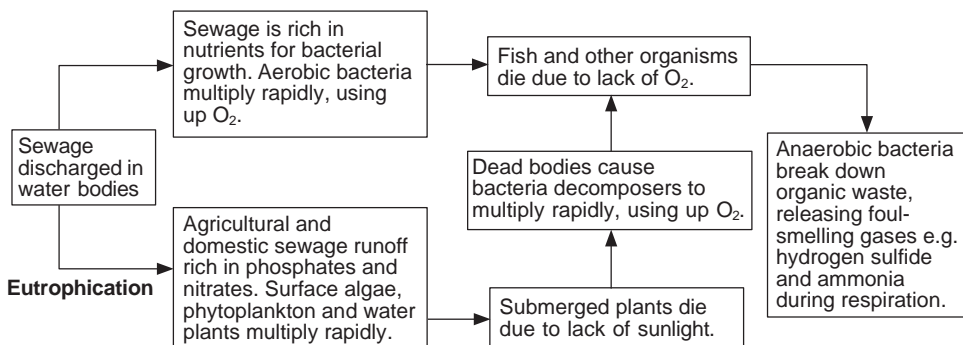 Sewage
discharged in
water bodies
Eutrophication
Sewage is rich in
nutrients for bacterial
growth. Aerobic bacteria
multiply rapidly, using
up O₂.
Agricultural and
domestic sewage runoff
rich in phosphates and
nitrates. Surface algae,
phytoplankton and water
plants multiply rapidly.
Submerged plants die
due to lack of sunlight.
Dead bodies cause
bacteria decomposers to
multiply rapidly, using up O₂.
Fish and other organisms
die due to lack of O₂.
Anaerobic bacteria
break down
organic waste,
releasing foul-
smelling gases e.g.
hydrogen sulfide
and ammonia
during respiration.